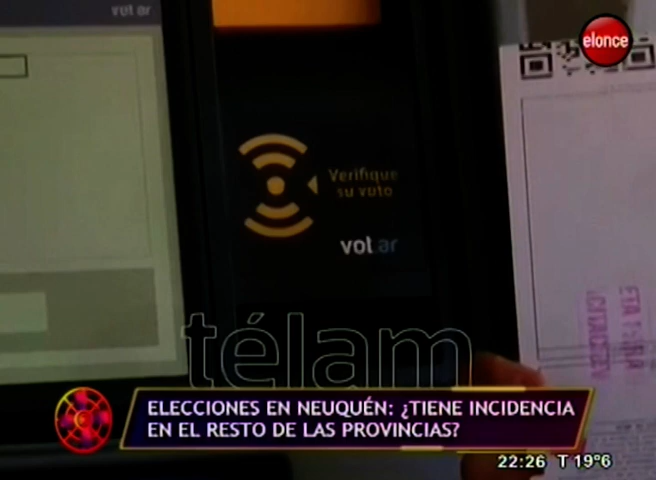 vot.ar
elonce
Verifique
su voto
vot.ar
télam
ELECCIONES EN NEUQUÉN: ¿TIENE INCIDENCIA
EN EL RESTO DE LAS PROVINCIAS?
22:26 T 19°6